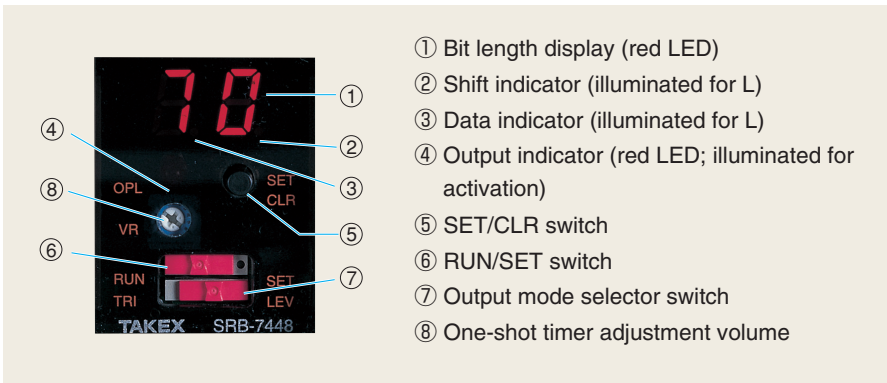 70
①
②
④
③
OPL
SET
CLR
⑧
VR
⑤
⑥
RUN
SET
⑦
TRI
LEV
TAKEX SRB-7448
① Bit length display (red LED)
② Shift indicator (illuminated for L)
③ Data indicator (illuminated for L)
④ Output indicator (red LED; illuminated for
activation)
⑤ SET/CLR switch
⑥ RUN/SET switch
⑦ Output mode selector switch
⑧ One-shot timer adjustment volume